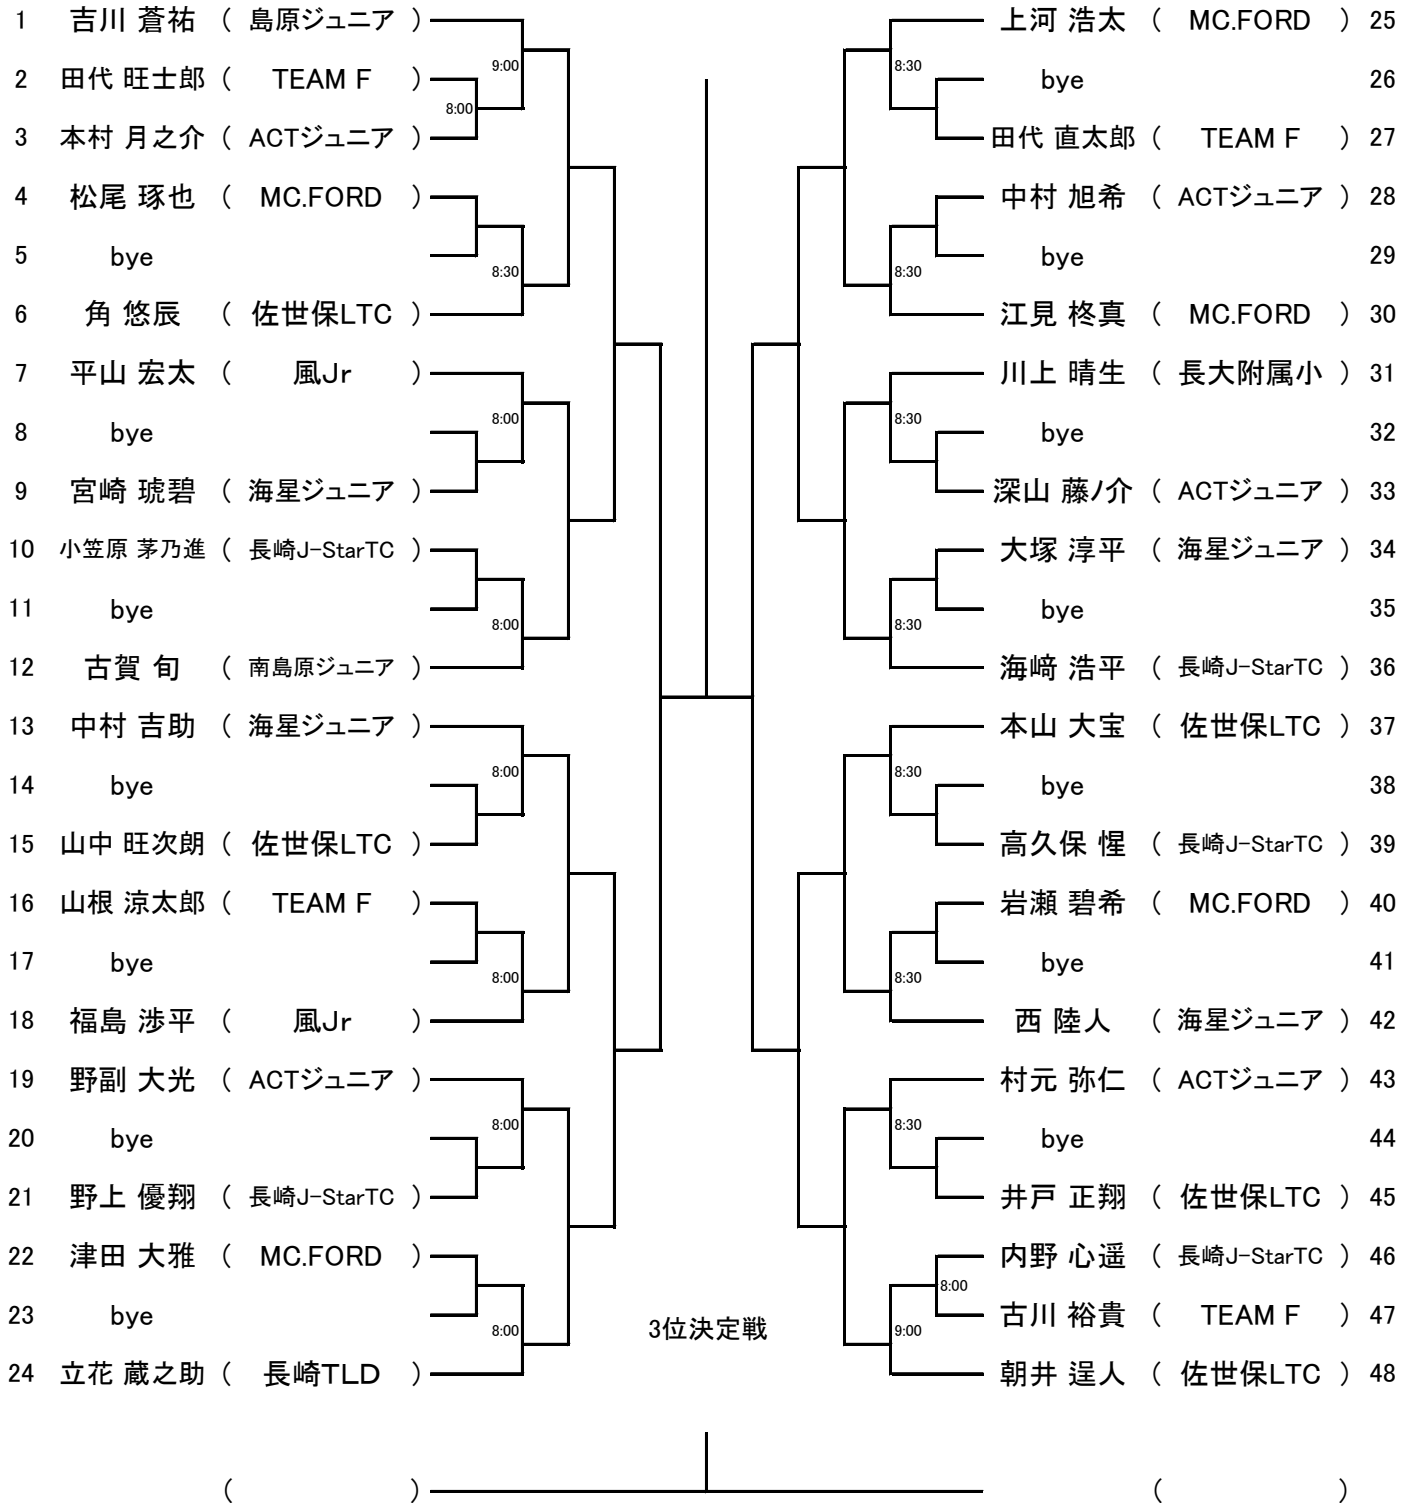 1 吉川 蒼祐 ( 島原ジュニア )
9:00
2 田代 旺士郎 ( TEAM F )
8:00
3 本村 月之介 ( ACTジュニア )
4 松尾 琢也 ( MC.FORD )
5 bye
8:30
6 角 悠辰 ( 佐世保LTC )
7 平山 宏太 ( 風Jr )
8:00
8 bye
9 宮崎 琥碧 ( 海星ジュニア )
10 小笠原 茅乃進 ( 長崎J-StarTC )
11 bye
8:00
12 古賀 旬 ( 南島原ジュニア )
13 中村 吉助 ( 海星ジュニア )
8:00
14 bye
15 山中 旺次朗 ( 佐世保LTC )
16 山根 涼太郎 ( TEAM F )
17 bye
8:00
18 福島 渉平 ( 風Jr )
19 野副 大光 ( ACTジュニア )
8:00
20 bye
21 野上 優翔 ( 長崎J-StarTC )
22 津田 大雅 ( MC.FORD )
23 bye
8:00
24 立花 蔵之助 ( 長崎TLD )
上河 浩太 ( MC.FORD ) 25
8:30
bye 26
田代 直太郎 ( TEAM F ) 27
中村 旭希 ( ACTジュニア ) 28
bye 29
8:30
江見 柊真 ( MC.FORD ) 30
川上 晴生 ( 長大附属小 ) 31
8:30
bye 32
深山 藤ノ介 ( ACTジュニア ) 33
大塚 淳平 ( 海星ジュニア ) 34
bye 35
8:30
海﨑 浩平 ( 長崎J-StarTC ) 36
本山 大宝 ( 佐世保LTC ) 37
8:30
bye 38
高久保 惺 ( 長崎J-StarTC ) 39
岩瀬 碧希 ( MC.FORD ) 40
bye 41
8:30
西 陸人 ( 海星ジュニア ) 42
村元 弥仁 ( ACTジュニア ) 43
8:30
bye 44
井戸 正翔 ( 佐世保LTC ) 45
内野 心遥 ( 長崎J-StarTC ) 46
8:00
古川 裕貴 ( TEAM F ) 47
9:00
朝井 逞人 ( 佐世保LTC ) 48
3位決定戦
( ) ( )